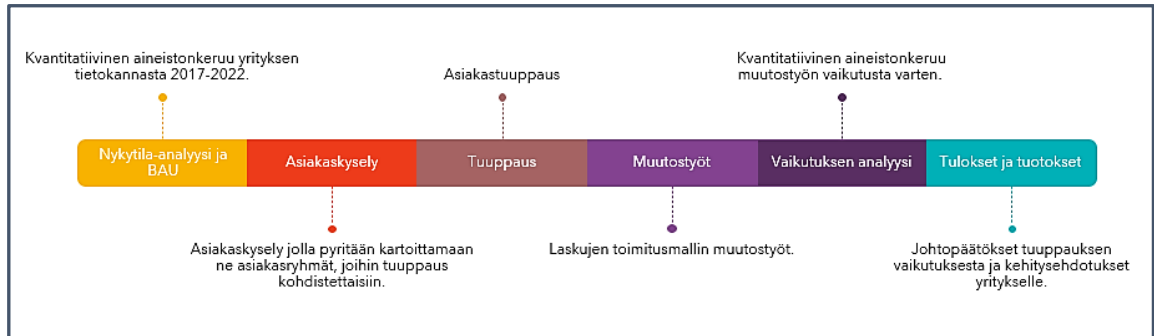 Kvantitatiivinen aineistonkeruu yrityksen
tietokannasta 2017-2022.
Asiakastuuppaus
Kvantitatiivinen aineistonkeruu
muutostyön vaikutusta varten.
Nykytila-analyysi ja
BAU
Asiakaskysely
Tuuppaus
Muutostyöt
Vaikutuksen analyysi
Tulokset ja tuotokset
Asiakaskysely jolla pyritään kartoittamaan
ne asiakasryhmät, joihin tuuppaus
kohdistettaisiin.
Laskujen toimitusmallin muutostyöt.
Johtopäätökset tuuppauksen
vaikutuksesta ja kehitysehdotukset
yritykselle.